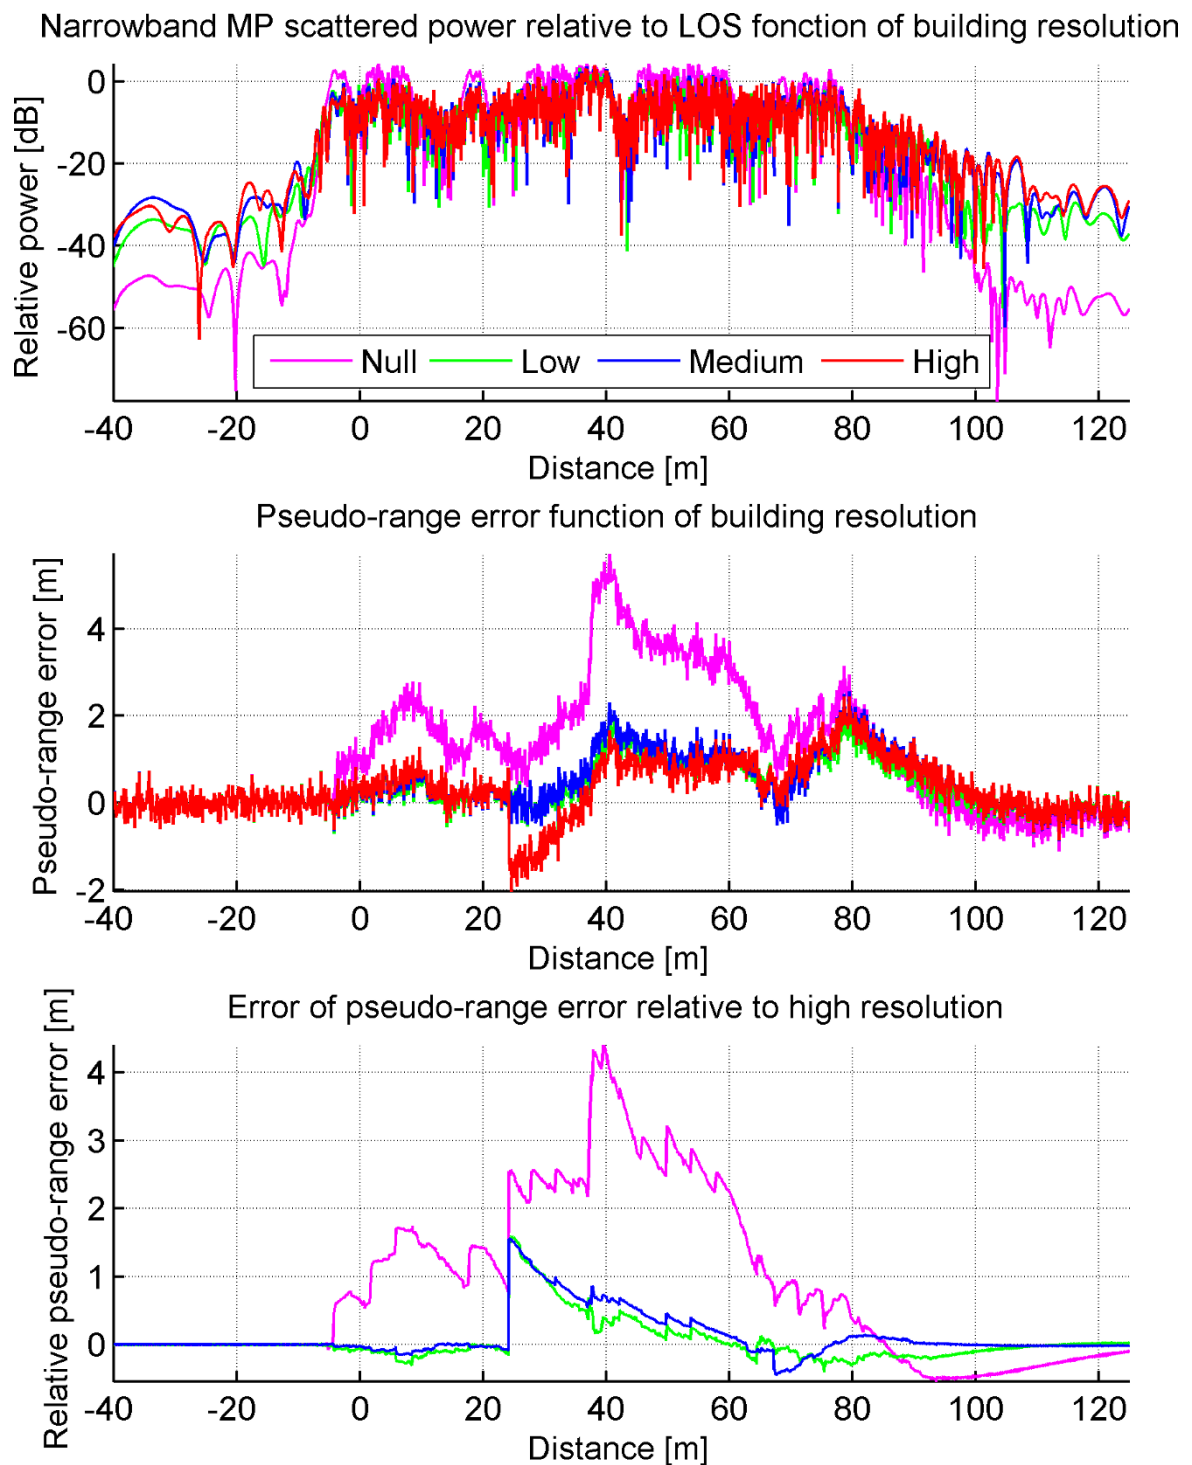 Narrowband MP scattered power relative to LOS fonction of building resolution
Relative power [dB]
0
-20
-40
-60
Null Low Medium High
-40 -20 0 20 40 60 80 100 120
Distance [m]
Pseudo-range error function of building resolution
Pseudo-range error [m]
4
2
0
-2
-40 -20 0 20 40 60 80 100 120
Distance [m]
Error of pseudo-range error relative to high resolution
Relative pseudo-range error [m]
4
3
2
1
0
-40 -20 0 20 40 60 80 100 120
Distance [m]